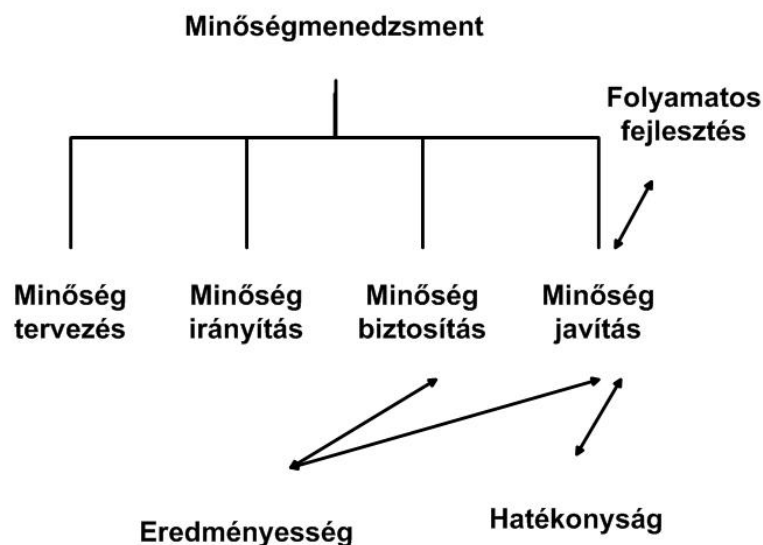 Minőségmenedzsment
Folyamatos
fejlesztés
Minőség
tervezés
Minőség
irányítás
Minőség
biztosítás
Minőség
javítás
Eredményesség
Hatékonyság